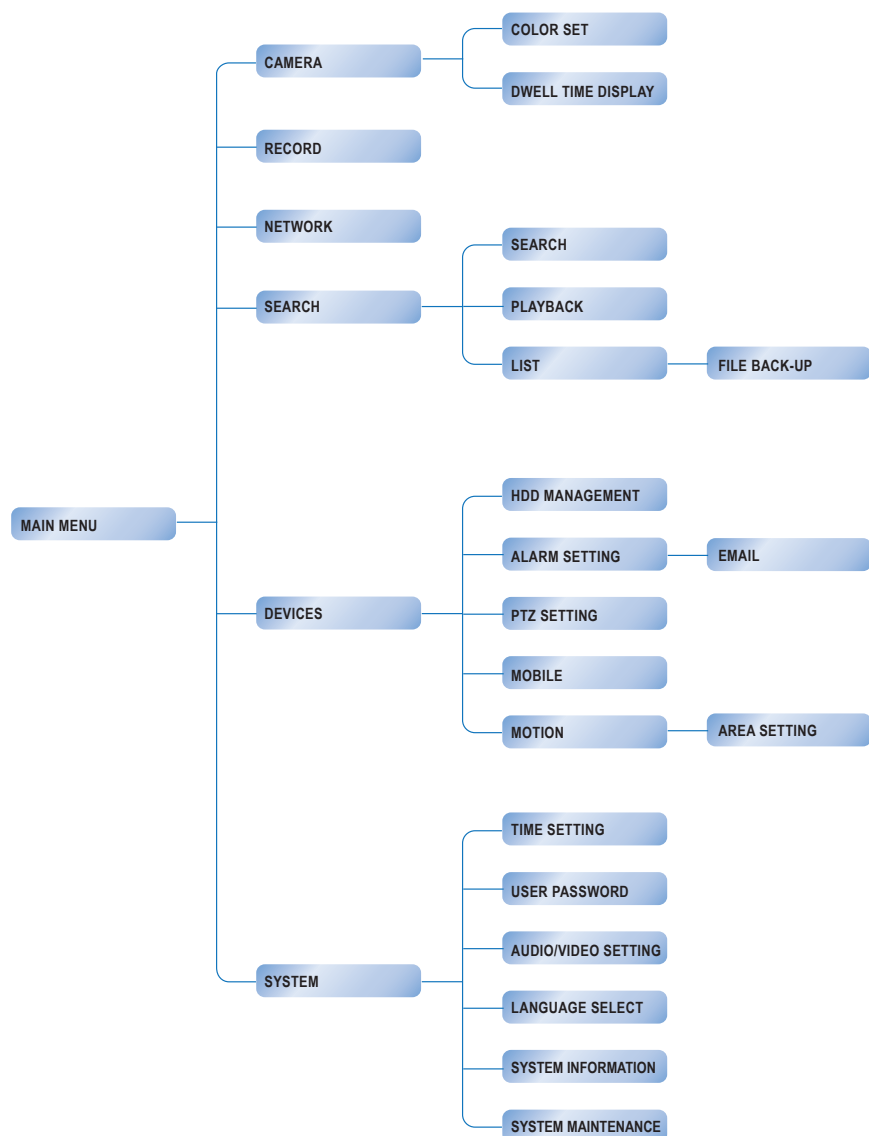 COLOR SET
CAMERA
DWELL TIME DISPLAY
RECORD
NETWORK
SEARCH
SEARCH
PLAYBACK
LIST
FILE BACK-UP
MAIN MENU
HDD MANAGEMENT
ALARM SETTING
EMAIL
DEVICES
PTZ SETTING
MOBILE
MOTION
AREA SETTING
TIME SETTING
USER PASSWORD
AUDIO/VIDEO SETTING
SYSTEM
LANGUAGE SELECT
SYSTEM INFORMATION
SYSTEM MAINTENANCE